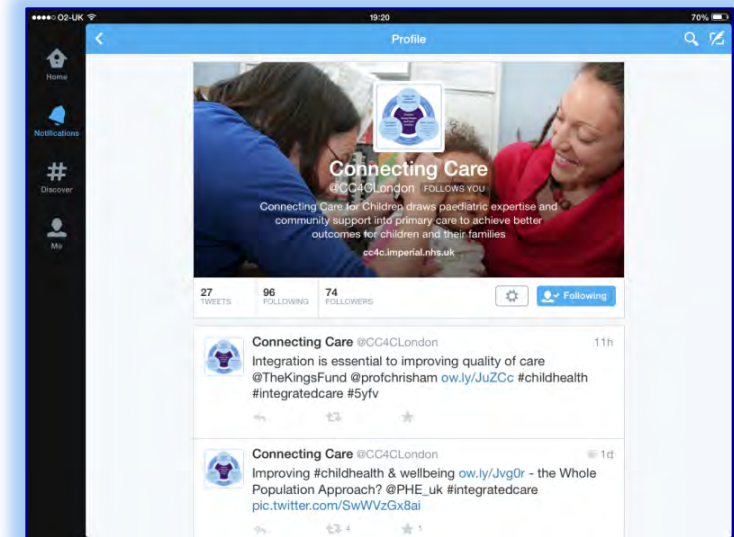 O2-UK 19:20 70%
Profile
Home
Notifications
Discover
Me
Connecting Care
@CC4CLondon FOLLOWS YOU
Connecting Care for Children draws paediatric expertise and
community support into primary care to achieve better
outcomes for children and their families
cc4c.imperial.nhs.uk
27 96 74
TWEETS FOLLOWING FOLLOWERS
Following
Connecting Care @CC4CLondon 11h
Integration is essential to improving quality of care
@TheKingsFund @profchrisham ow.ly/JuZCc #childhealth
#integratedcare #5yfv
Connecting Care @CC4CLondon 1d
Improving #childhealth & wellbeing ow.ly/Jvg0r - the Whole
Population Approach? @PHE_uk #integratedcare
pic.twitter.com/SwWVzGx8ai
4 5